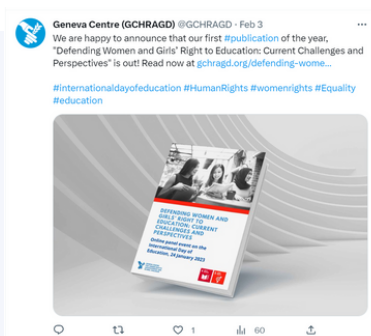 Geneva Centre (GCHRAGD) @GCHRAGD · Feb 3
We are happy to announce that our first #publication of the year,
"Defending Women and Girls' Right to Education: Current Challenges and
Perspectives" is out! Read now at gchragd.org/defending-wome...
#internationaldayofeducation #HumanRights #womenrights #Equality
#education
DEFENDING WOMEN AND
GIRLS' RIGHT TO
EDUCATION: CURRENT
CHALLENGES AND
PERSPECTIVES
Online panel event on the
International Day of
Education, 24 January 2023
1
60